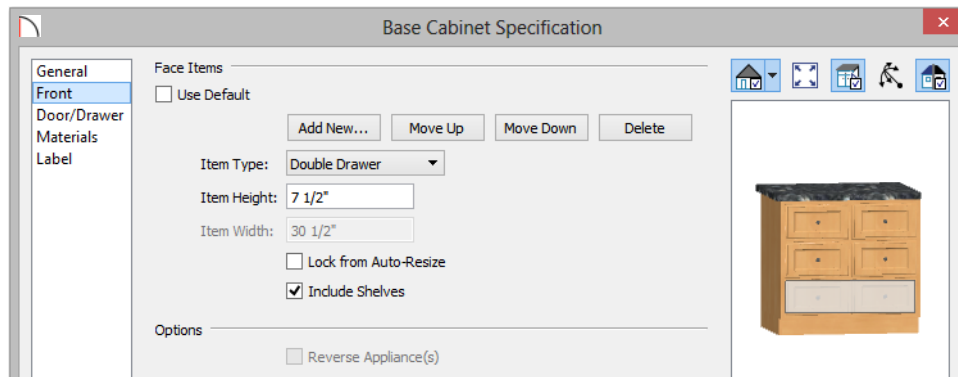 Base Cabinet Specification
General
Front
Door/Drawer
Materials
Label
Face Items
Use Default
Add New... Move Up Move Down Delete
Item Type: Double Drawer
Item Height: 7 1/2"
Item Width: 30 1/2"
Lock from Auto-Resize
Include Shelves
Options
Reverse Appliance(s)